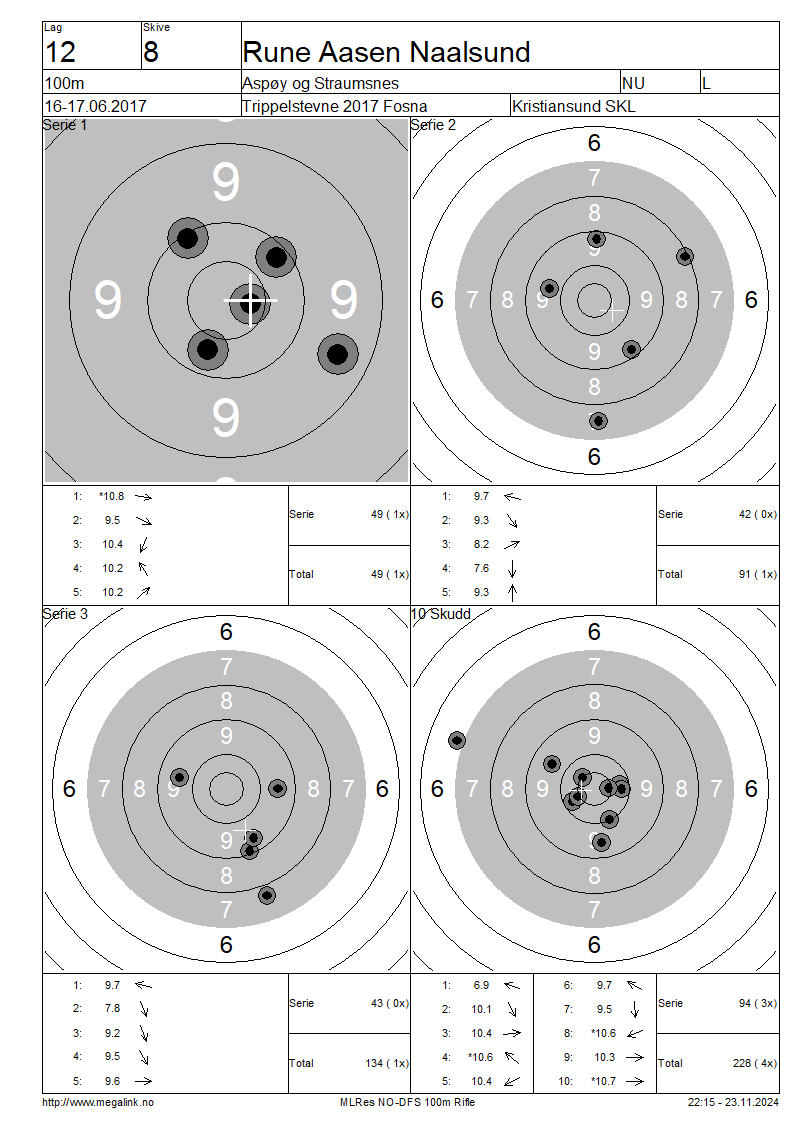 Lag
Skive
12
8
Rune Aasen Naalsund
100m
Aspøy og Straumsnes
NU
L
16-17.06.2017
Trippelstevne 2017 Fosna
Kristiansund SKL
Serie 1
9
9 9
9
Serie 2
6
7
8
9
6 7 8 9 9 8 7 6
9
8
6
1: *10.8
2: 9.5
3: 10.4
4: 10.2
5: 10.2
Serie 49 ( 1x)
Total 49 ( 1x)
1: 9.7
2: 9.3
3: 8.2
4: 7.6
5: 9.3
Serie 42 ( 0x)
Total 91 ( 1x)
Serie 3
6
7
8
9
6 7 8 9 8 7 6
9
8
7
6
10 Skudd
6
7
8
9
6 7 8 9 9 8 7 6
9
8
7
6
1: 9.7
2: 7.8
3: 9.2
4: 9.5
5: 9.6
Serie 43 ( 0x)
Total 134 ( 1x)
1: 6.9
2: 10.1
3: 10.4
4: *10.6
5: 10.4
6: 9.7
7: 9.5
8: *10.6
9: 10.3
10: *10.7
Serie 94 ( 3x)
Total 228 ( 4x)
http://www.megalink.no
MLRes NO-DFS 100m Rifle
22:15 - 23.11.2024